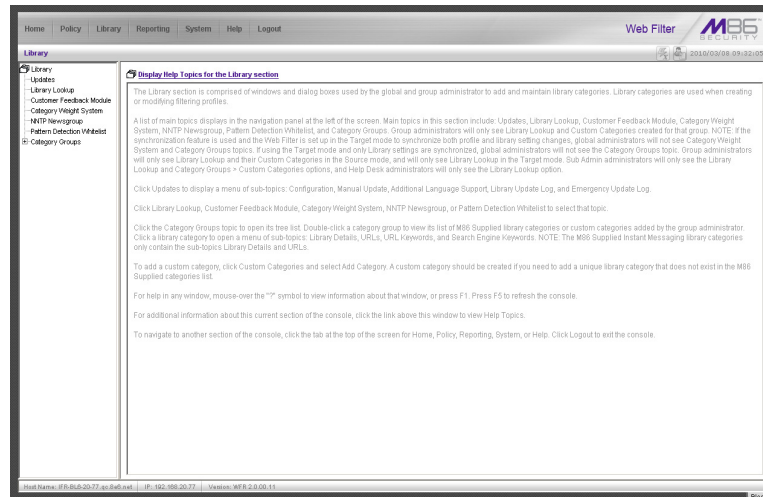 Home Policy Library Reporting System Help Logout
Web Filter
M86
SECURITY
Library
2010/03/08 09:32:05
Library
Updates
Library Lookup
Customer Feedback Module
Category Weight System
NNTP Newsgroup
Pattern Detection Whitelist
Category Groups
Display Help Topics for the Library section
The Library section is comprised of windows and dialog boxes used by the global and group administrator to add and maintain library categories. Library categories are used when creating
or modifying filtering profiles.
A list of main topics displays in the navigation panel at the left of the screen. Main topics in this section include: Updates, Library Lookup, Customer Feedback Module, Category Weight
System, NNTP Newsgroup, Pattern Detection Whitelist, and Category Groups. Group administrators will only see Library Lookup and Custom Categories created for that group. NOTE: If the
synchronization feature is used and the Web Filter is set up in the Target mode to synchronize both profile and library setting changes, global administrators will not see Category Weight
System and Category Groups topics. If using the Target mode and only Library settings are synchronized, global administrators will not see the Category Groups topic. Group administrators
will only see Library Lookup and their Custom Categories in the Source mode, and will only see Library Lookup in the Target mode. Sub Admin administrators will only see the Library
Lookup and Category Groups > Custom Categories options, and Help Desk administrators will only see the Library Lookup option.
Click Updates to display a menu of sub-topics: Configuration, Manual Update, Additional Language Support, Library Update Log, and Emergency Update Log.
Click Library Lookup, Customer Feedback Module, Category Weight System, NNTP Newsgroup, or Pattern Detection Whitelist to select that topic.
Click the Category Groups topic to open its tree list. Double-click a category group to view its list of M86 Supplied library categories or custom categories added by the group administrator.
Click a library category to open a menu of sub-topics: Library Details, URLs, URL Keywords, and Search Engine Keywords. NOTE: The M86 Supplied Instant Messaging library categories
only contain the sub-topics Library Details and URLs.
To add a custom category, click Custom Categories and select Add Category. A custom category should be created if you need to add a unique library category that does not exist in the M86
Supplied categories list.
For help in any window, mouse-over the "?" symbol to view information about that window, or press F1. Press F5 to refresh the console.
For additional information about this current section of the console, click the link above this window to view Help Topics.
To navigate to another section of the console, click the tab at the top of the screen for Home, Policy, Reporting, System, or Help. Click Logout to exit the console.
IP: 192.168.20.77 Version: WFR 2.0.00.11